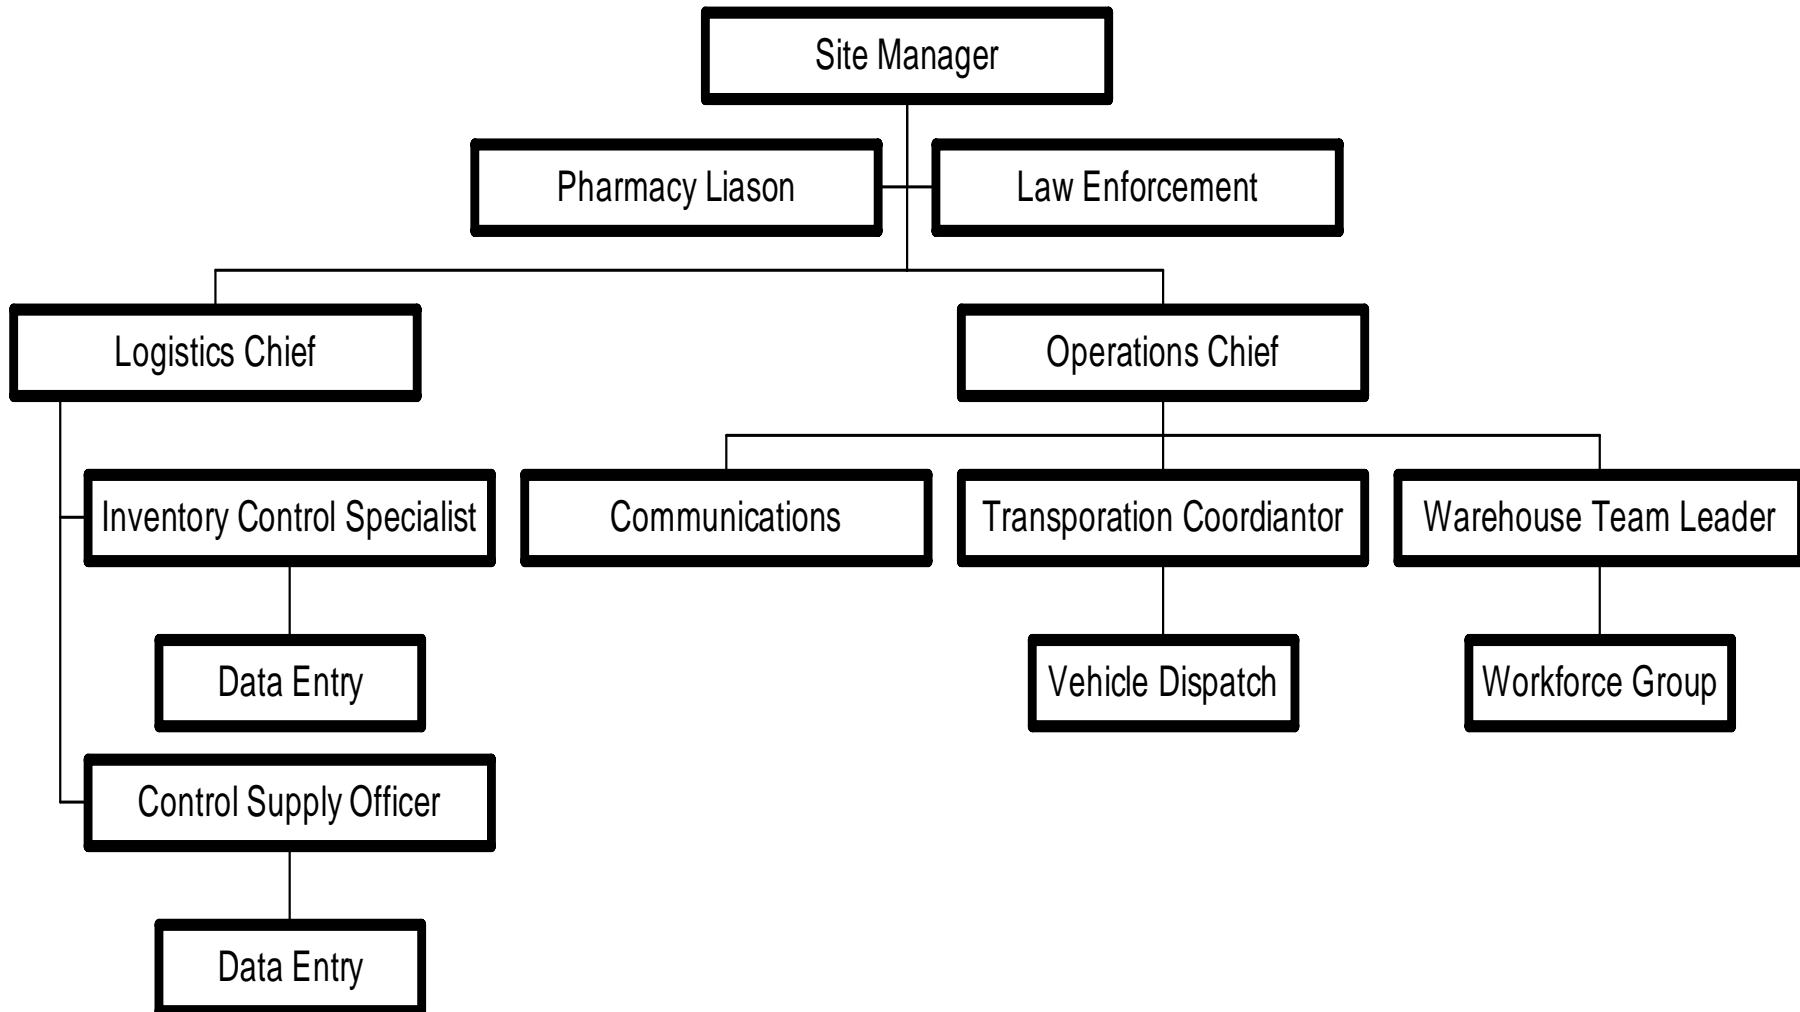 Site Manager
Pharmacy Liason
Law Enforcement
Logistics Chief
Operations Chief
Inventory Control Specialist
Communications
Transporation Coordiantor
Warehouse Team Leader
Data Entry
Vehicle Dispatch
Workforce Group
Control Supply Officer
Data Entry